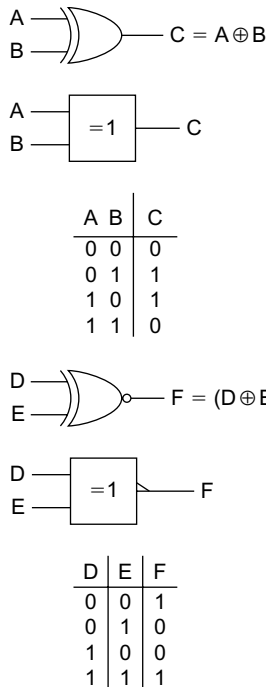 A
B
C = A⊕B
A
B
=1
C
A B C
0 0 0
0 1 1
1 0 1
1 1 0
D
E
F = (D⊕E
D
E
=1
F
D E F
0 0 1
0 1 0
1 0 0
1 1 1